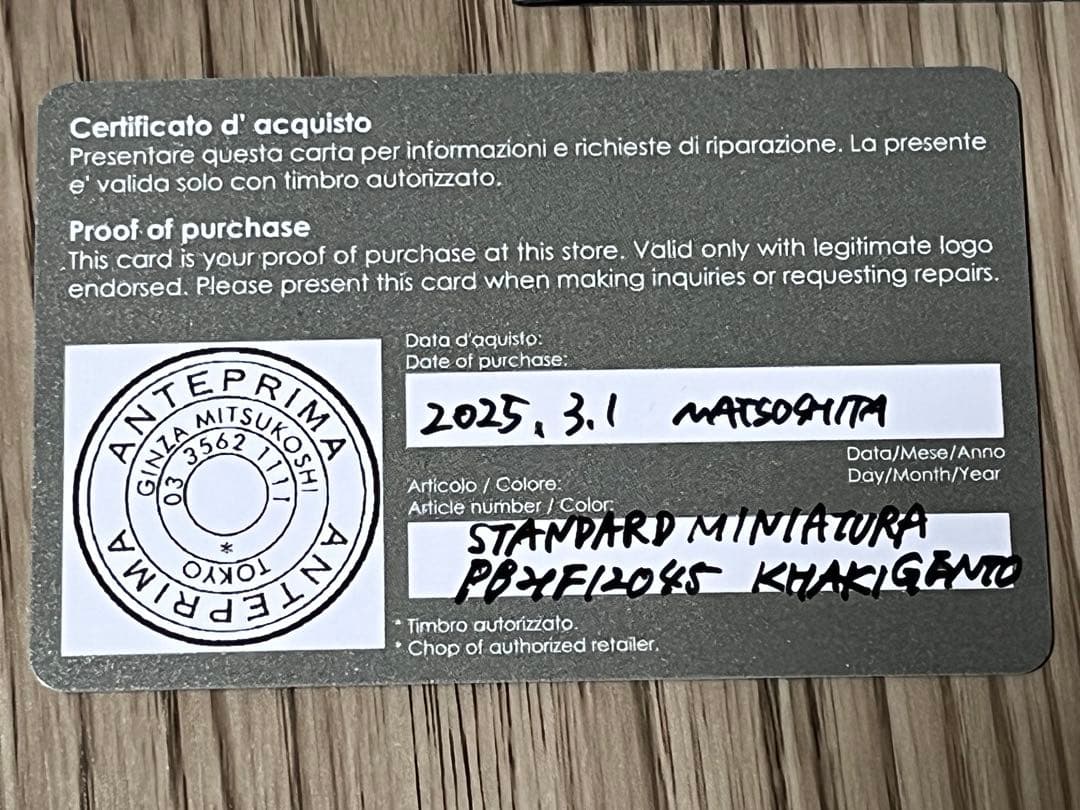 Certificato d' acquisto
Presentare questa carta per informazioni e richieste di riparazione. La presente
e' valida solo con timbro autorizzato.
Proof of purchase
This card is your proof of purchase at this store. Valid only with legitimate logo
endorsed. Please present this card when making inquiries or requesting repairs.
ANTEPRIMA ANTEPRIMA
GINZA MITSUKOSHI
03 3562 1111
* TOKYO
Data d'aquisto:
Date of purchase:
2025. 3.1 MATSOSHITA
Data/Mese/Anno
Day/Month/Year
Articolo / Colore:
Article number / Color:
STANDARD MINIATURA
KHAKIGENTO
* Timbro autorizzato.
* Chop of authorized retailer.